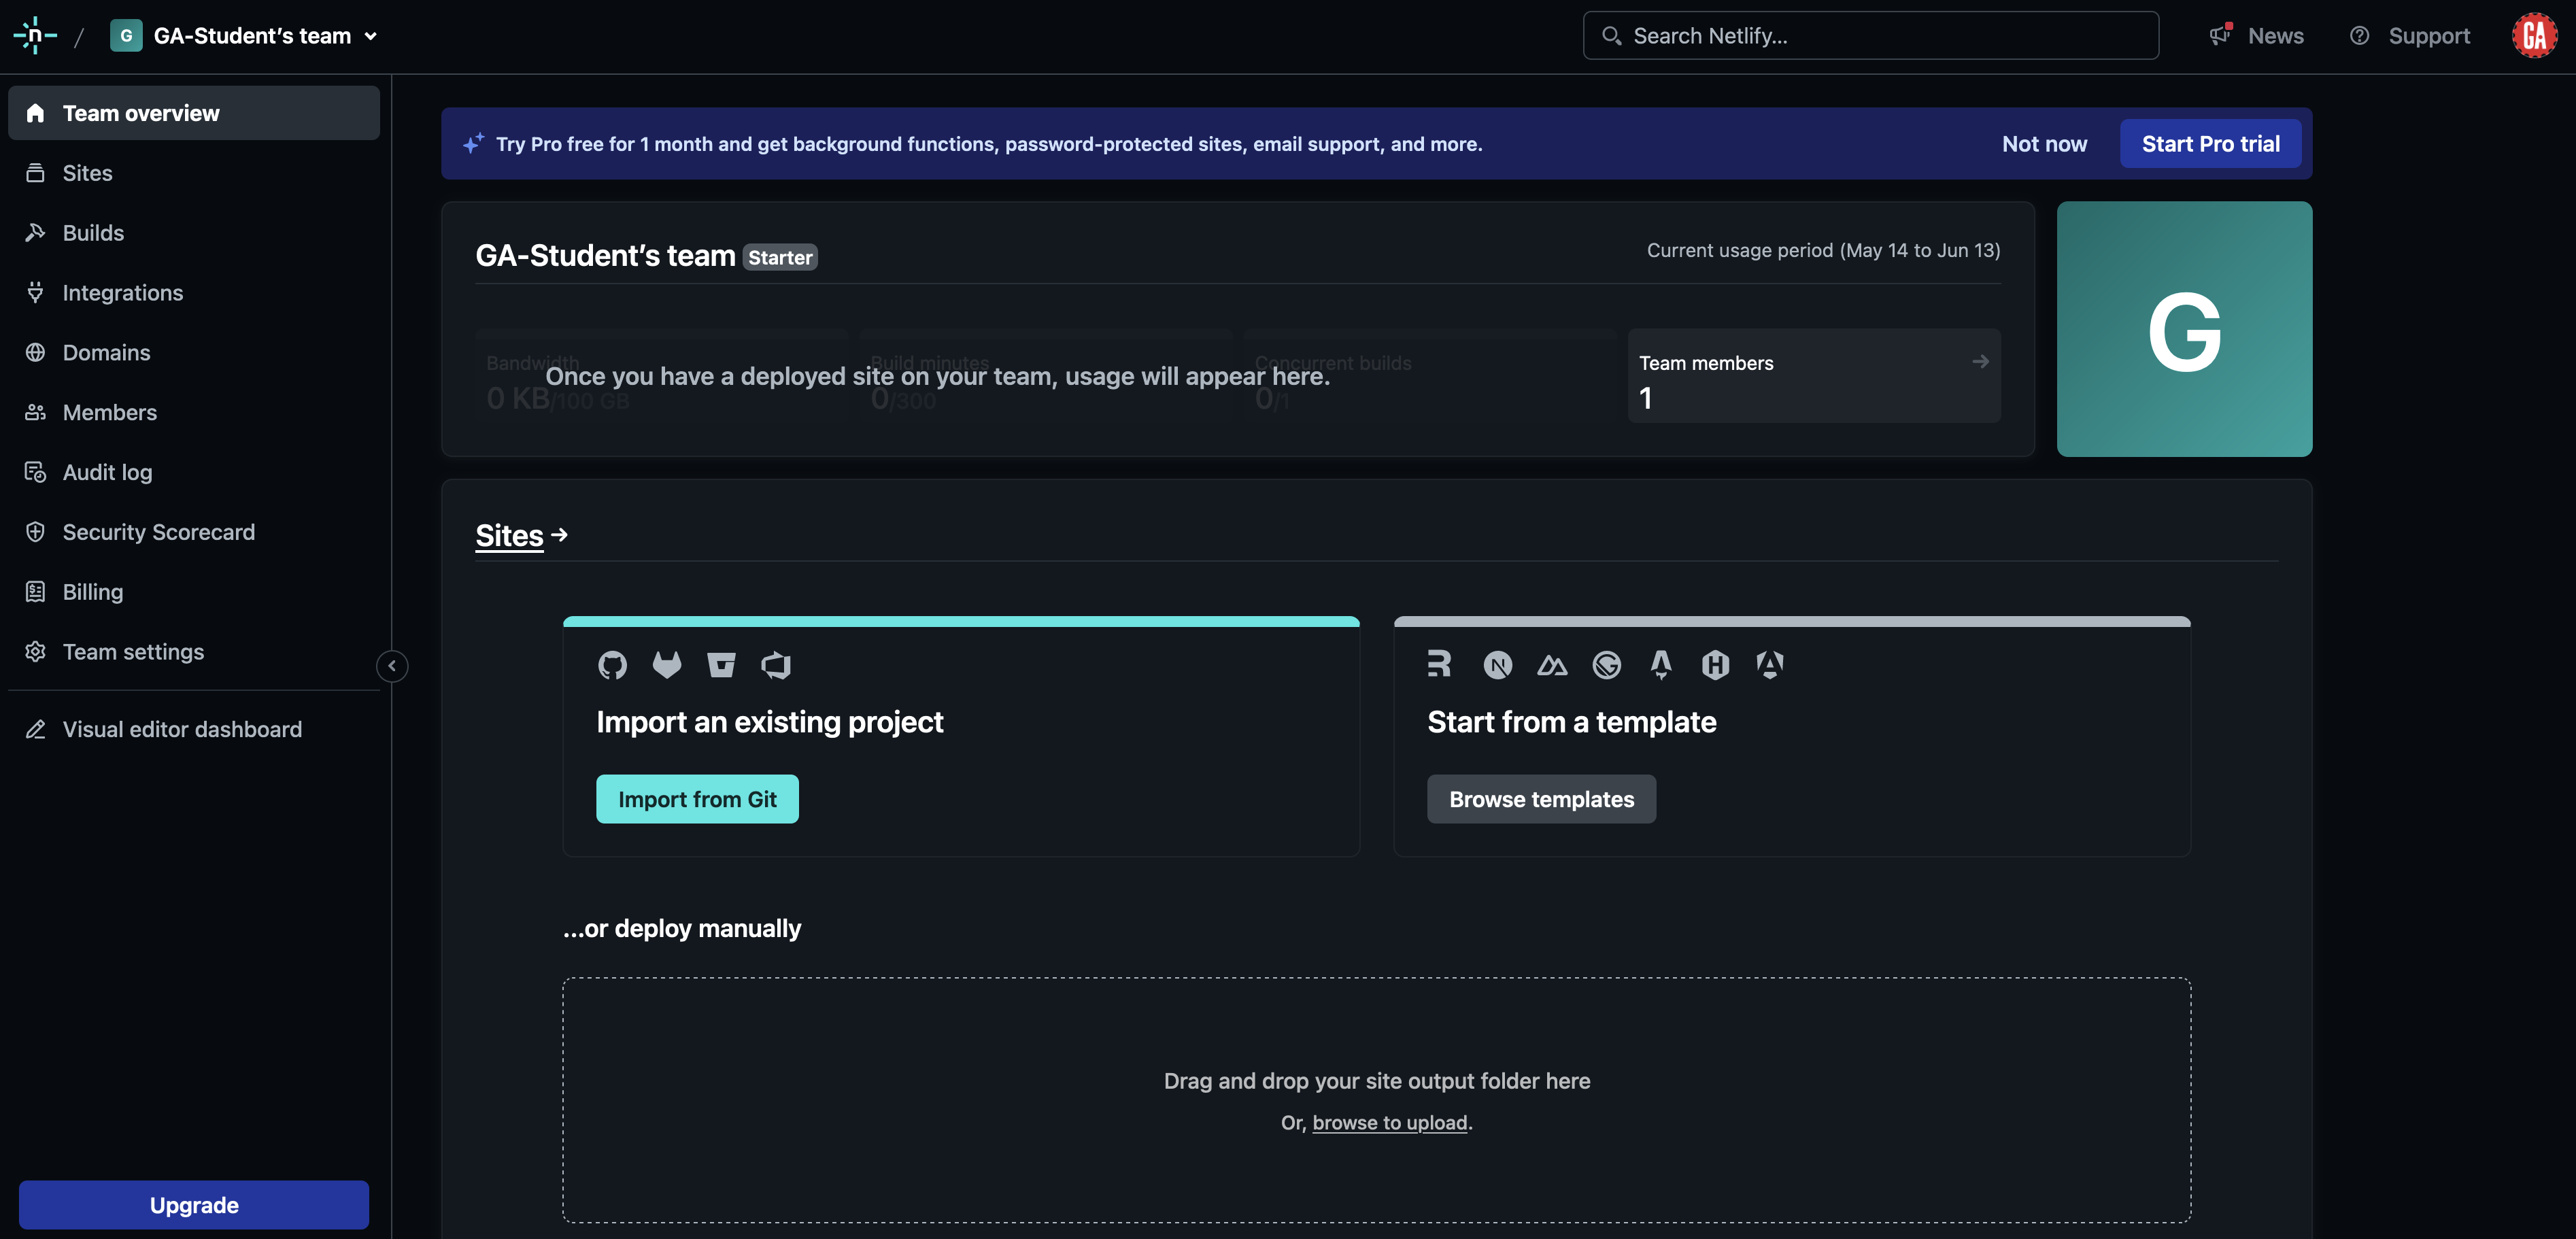 n / G GA-Student’s team
Search Netlify...
News
Support
GA
Team overview
Sites
Builds
Integrations
Domains
Members
Audit log
Security Scorecard
Billing
Team settings
Visual editor dashboard
Upgrade
Try Pro free for 1 month and get background functions, password-protected sites, email support, and more.
Not now
Start Pro trial
GA-Student’s team Starter
Current usage period (May 14 to Jun 13)
Bandwidth
0 KB/100 GB
Build minutes
0/300
Concurrent builds
0/1
Once you have a deployed site on your team, usage will appear here.
Team members
1
G
Sites
Import an existing project
Import from Git
Start from a template
Browse templates
...or deploy manually
Drag and drop your site output folder here
Or, browse to upload.